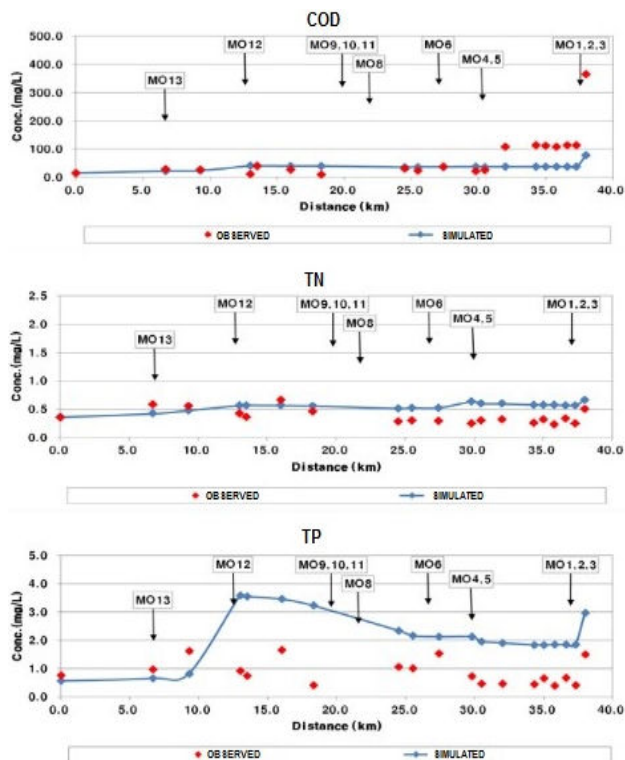 COD
500.0
400.0
300.0
200.0
100.0
0.0
Conc.(mg/L)
MO13
MO12
MO9,10,11
MO8
MO6
MO4,5
MO1,2,3
0.0 5.0 10.0 15.0 20.0 25.0 30.0 35.0 40.0
Distance (km)
OBSERVED SIMULATED
TN
2.5
2.0
1.5
1.0
0.5
0.0
Conc.(mg/L)
MO13
MO12
MO9,10,11
MO8
MO6
MO4,5
MO1,2,3
0.0 5.0 10.0 15.0 20.0 25.0 30.0 35.0 40.0
Distance (km)
OBSERVED SIMULATED
TP
5.0
4.0
3.0
2.0
1.0
0.0
Conc.(mg/L)
MO13
MO12
MO9,10,11
MO8
MO6
MO4,5
MO1,2,3
0.0 5.0 10.0 15.0 20.0 25.0 30.0 35.0 40.0
Distance (km)
OBSERVED SIMULATED